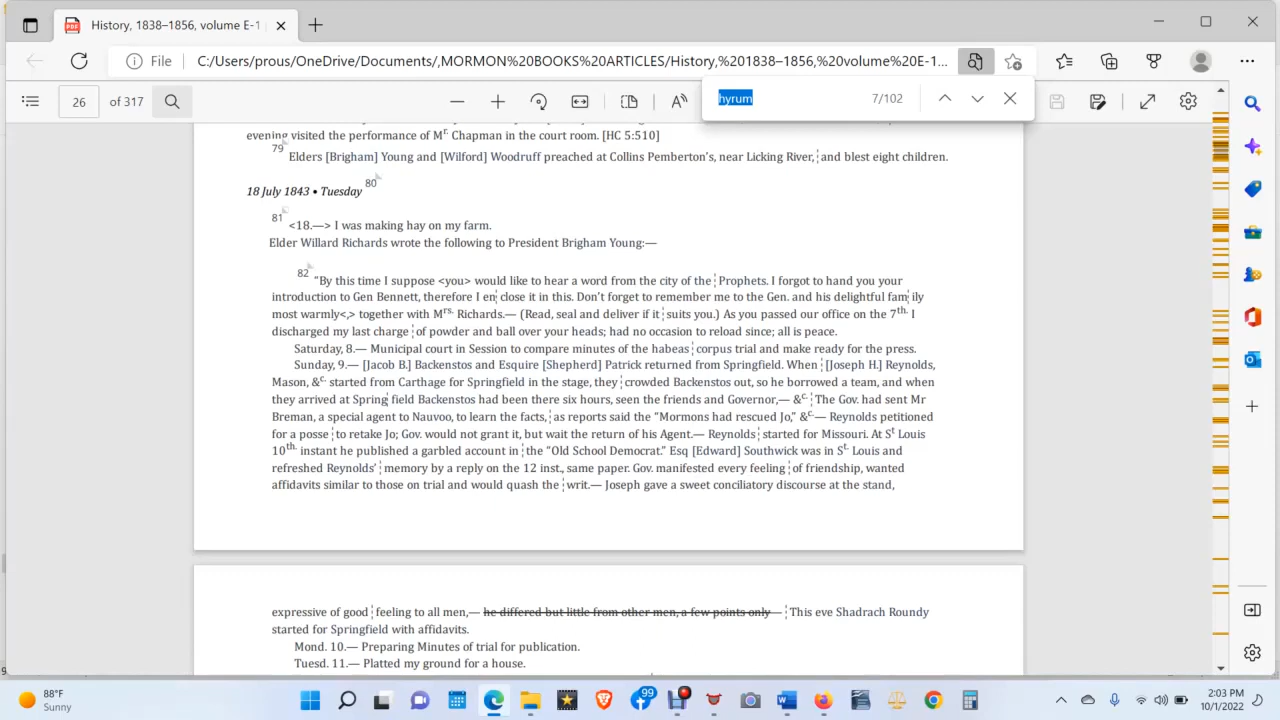 History, 1838–1856, volume E-1
File
C:/Users/prous/OneDrive/Documents/,MORMON%20BOOKS%20ARTICLES/History,%201838–1856,%20volume%20E-1...
26 of 317
hyrum 7/102
evening visited the performance of Mr. Chapman in the court room. [HC 5:510]
79 Elders [Brigham] Young and [Wilford] Woodruff preached at Collins Pemberton’s, near Licking River,¦ and blest eight children.
18 July 1843 • Tuesday 80
81 <18.—> I was making hay on my farm.
Elder Willard Richards wrote the following to President Brigham Young:—
82 “By this time I suppose <you> would like to hear a word from the city of the ¦ Prophets. I forgot to hand you your
introduction to Gen Bennett, therefore I en¦ close it in this. Don’t forget to remember me to the Gen. and his delightful fam¦ ily
most warmly<,> together with Mrs. Richards.— (Read, seal and deliver if it ¦ suits you.) As you passed our office on the 7th. I
discharged my last charge ¦ of powder and ball over your heads; had no occasion to reload since; all is peace.
Saturday, 8.— Municipal court in Session to compare minutes of the habeas ¦ corpus trial and make ready for the press.
Sunday, 9.— [Jacob B.] Backenstos and Esquire [Shepherd] Patrick returned from Springfield. When ¦ [Joseph H.] Reynolds,
Mason, &c. started from Carthage for Springfield in the stage, they ¦ crowded Backenstos out, so he borrowed a team, and when
they arrived at Spring¦ field Backenstos had been there six hours, seen the friends and Governor,— &c. ¦ The Gov. had sent Mr
Breman, a special agent to Nauvoo, to learn the facts, ¦ as reports said the “Mormons had rescued Jo,” &c— Reynolds petitioned
for a posse ¦ to retake Jo; Gov. would not grant it, but wait the return of his Agent.— Reynolds ¦ started for Missouri. At St Louis
10th. instant he published a garbled account in ¦ the “Old School Democrat.” Esq [Edward] Southwick was in St. Louis and
refreshed Reynolds’ ¦ memory by a reply on the 12 inst., same paper. Gov. manifested every feeling ¦ of friendship, wanted
affidavits similar to those on trial and would quash the ¦ writ.— Joseph gave a sweet conciliatory discourse at the stand,
expressive of good ¦ feeling to all men,— he differed but little from other men, a few points only— ¦ This eve Shadrach Roundy
started for Springfield with affidavits.
Mond. 10.— Preparing Minutes of trial for publication.
Tuesd. 11.— Platted my ground for a house.
88°F
Sunny
99
2:03 PM
10/1/2022